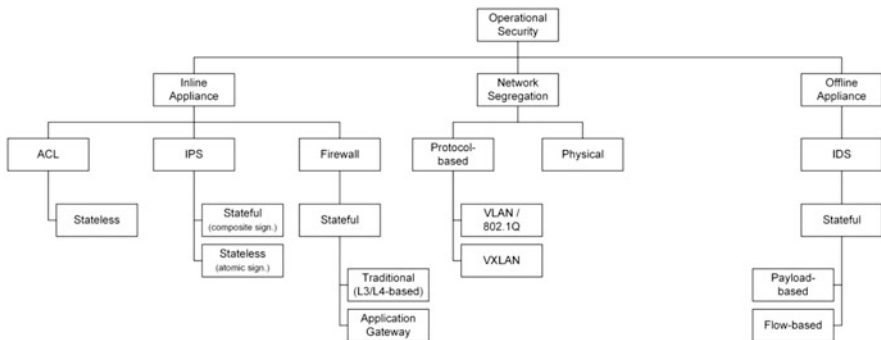 Operational
Security
Inline
Appliance
Network
Segregation
Offline
Appliance
ACL
IPS
Firewall
Protocol-
based
Physical
IDS
Stateless
Stateful
(composite sign.)
Stateless
(atomic sign.)
Stateful
VLAN /
802.1Q
VXLAN
Stateful
Traditional
(L3/L4-based)
Application
Gateway
Payload-
based
Flow-based